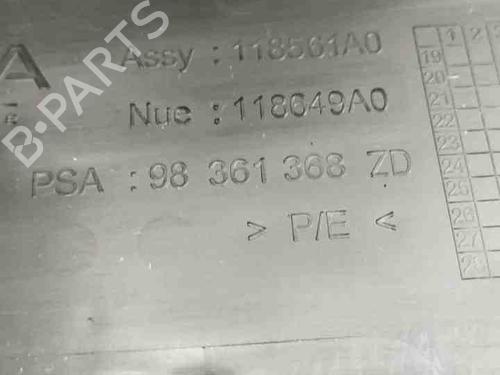 A
Assy : 118561A0
Nue : 118649A0
PSA : 98 361 368 ZD
> P/E <
B-PARTS
1 2 3
19
20
21
22
23
24
25
26
27
28